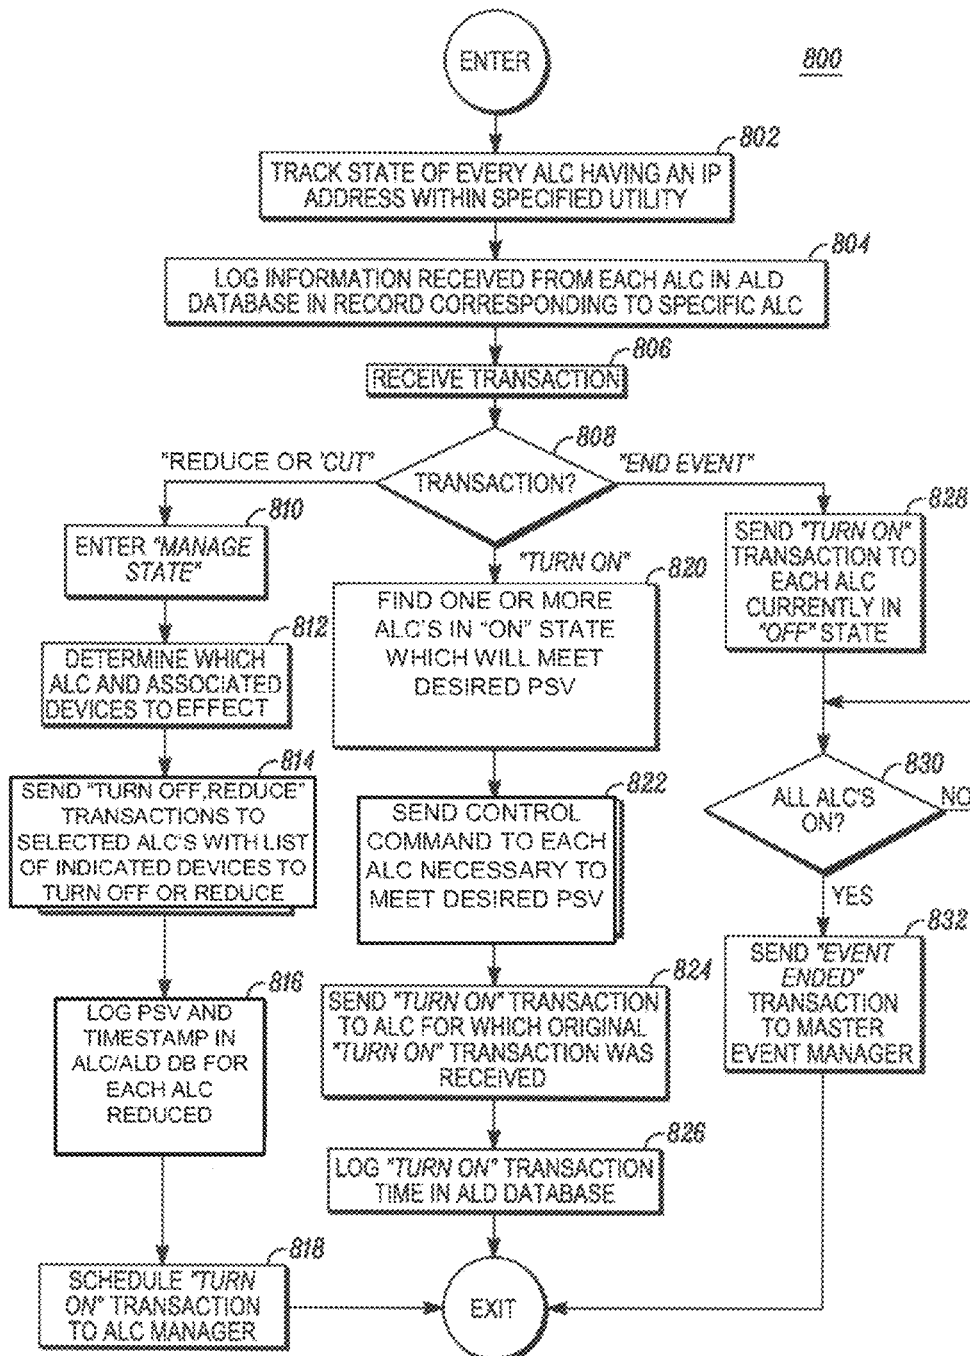 ENTER
800
802
TRACK STATE OF EVERY ALC HAVING AN IP
ADDRESS WITHIN SPECIFIED UTILITY
804
LOG INFORMATION RECEIVED FROM EACH ALC IN ALD
DATABASE IN RECORD CORRESPONDING TO SPECIFIC ALC
806
RECEIVE TRANSACTION
808
TRANSACTION?
"REDUCE OR 'CUT"
"END EVENT"
"TURN ON"
810
ENTER "MANAGE
STATE"
812
DETERMINE WHICH
ALC AND ASSOCIATED
DEVICES TO EFFECT
814
SEND "TURN OFF,REDUCE"
TRANSACTIONS TO
SELECTED ALC'S WITH LIST
OF INDICATED DEVICES TO
TURN OFF OR REDUCE
816
LOG PSV AND
TIMESTAMP IN
ALC/ALD DB FOR
EACH ALC
REDUCED
818
SCHEDULE "TURN
ON" TRANSACTION
TO ALC MANAGER
820
FIND ONE OR MORE
ALC'S IN "ON" STATE
WHICH WILL MEET
DESIRED PSV
822
SEND CONTROL
COMMAND TO EACH
ALC NECESSARY TO
MEET DESIRED PSV
824
SEND "TURN ON" TRANSACTION
TO ALC FOR WHICH ORIGINAL
"TURN ON" TRANSACTION WAS
RECEIVED
826
LOG "TURN ON" TRANSACTION
TIME IN ALD DATABASE
828
SEND "TURN ON"
TRANSACTION TO
EACH ALC
CURRENTLY IN
"OFF" STATE
830
ALL ALC'S
ON?
NO
YES
832
SEND "EVENT
ENDED"
TRANSACTION
TO MASTER
EVENT MANAGER
EXIT